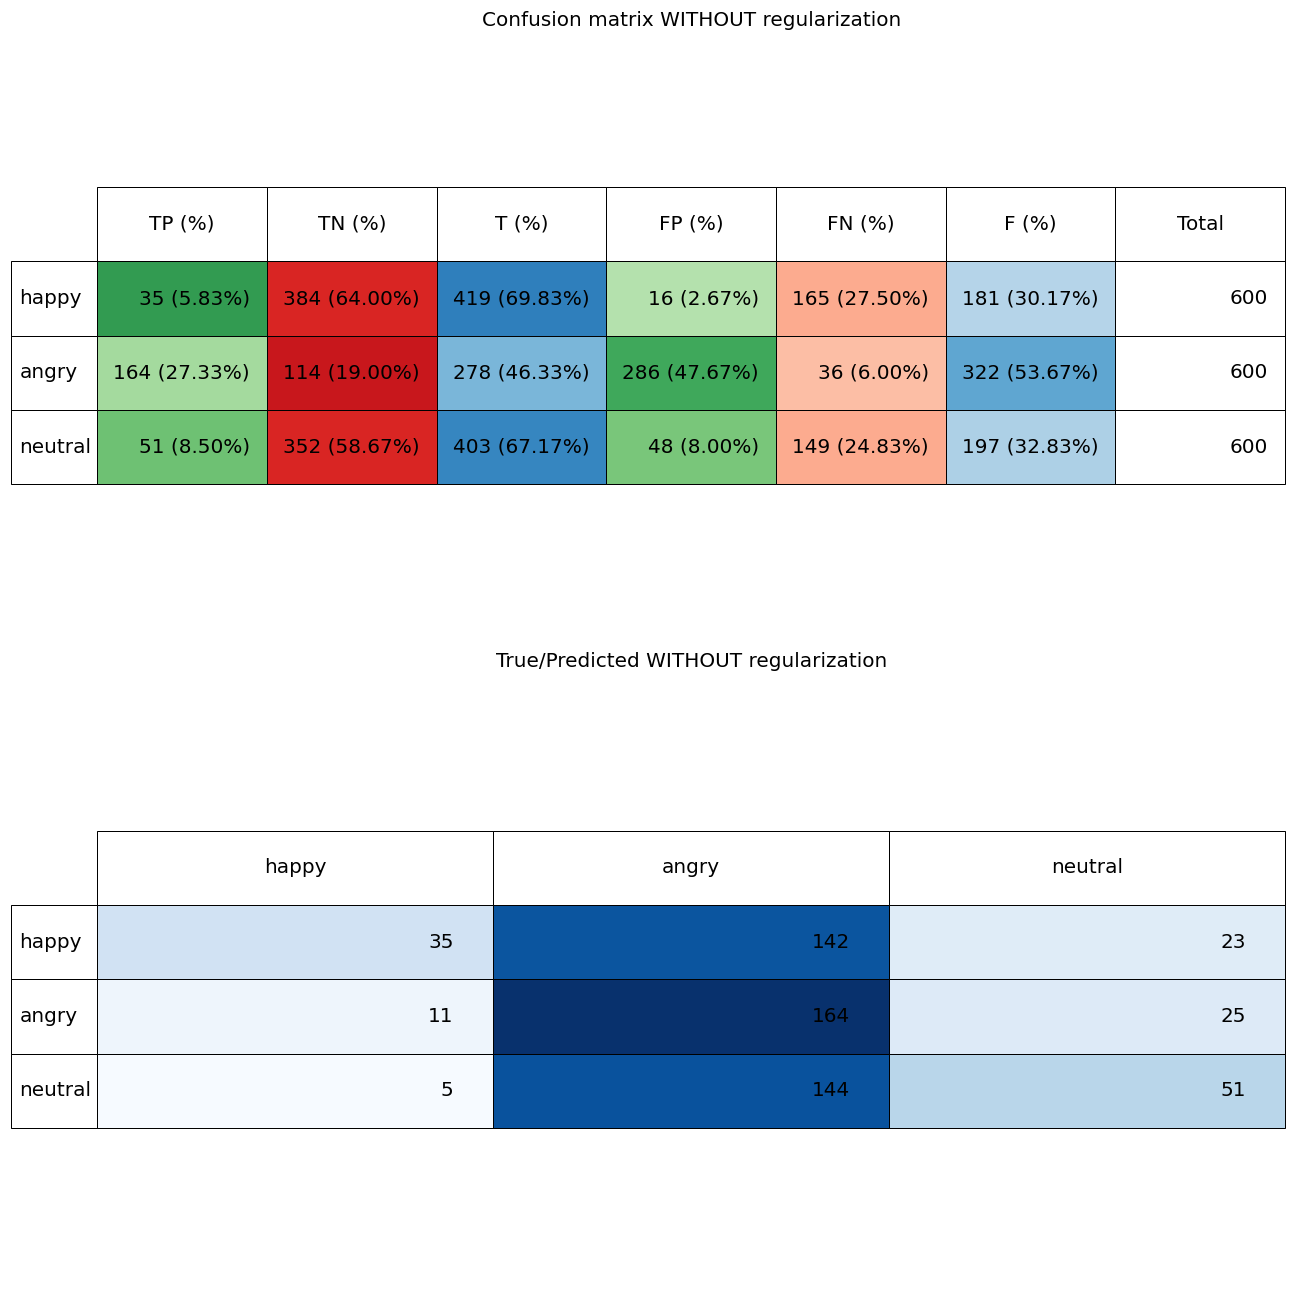 Confusion matrix WITHOUT regularization
TP (%) TN (%) T (%) FP (%) FN (%) F (%) Total
happy 35 (5.83%) 384 (64.00%) 419 (69.83%) 16 (2.67%) 165 (27.50%) 181 (30.17%) 600
angry 164 (27.33%) 114 (19.00%) 278 (46.33%) 286 (47.67%) 36 (6.00%) 322 (53.67%) 600
neutral 51 (8.50%) 352 (58.67%) 403 (67.17%) 48 (8.00%) 149 (24.83%) 197 (32.83%) 600
True/Predicted WITHOUT regularization
happy angry neutral
happy 35 142 23
angry 11 164 25
neutral 5 144 51